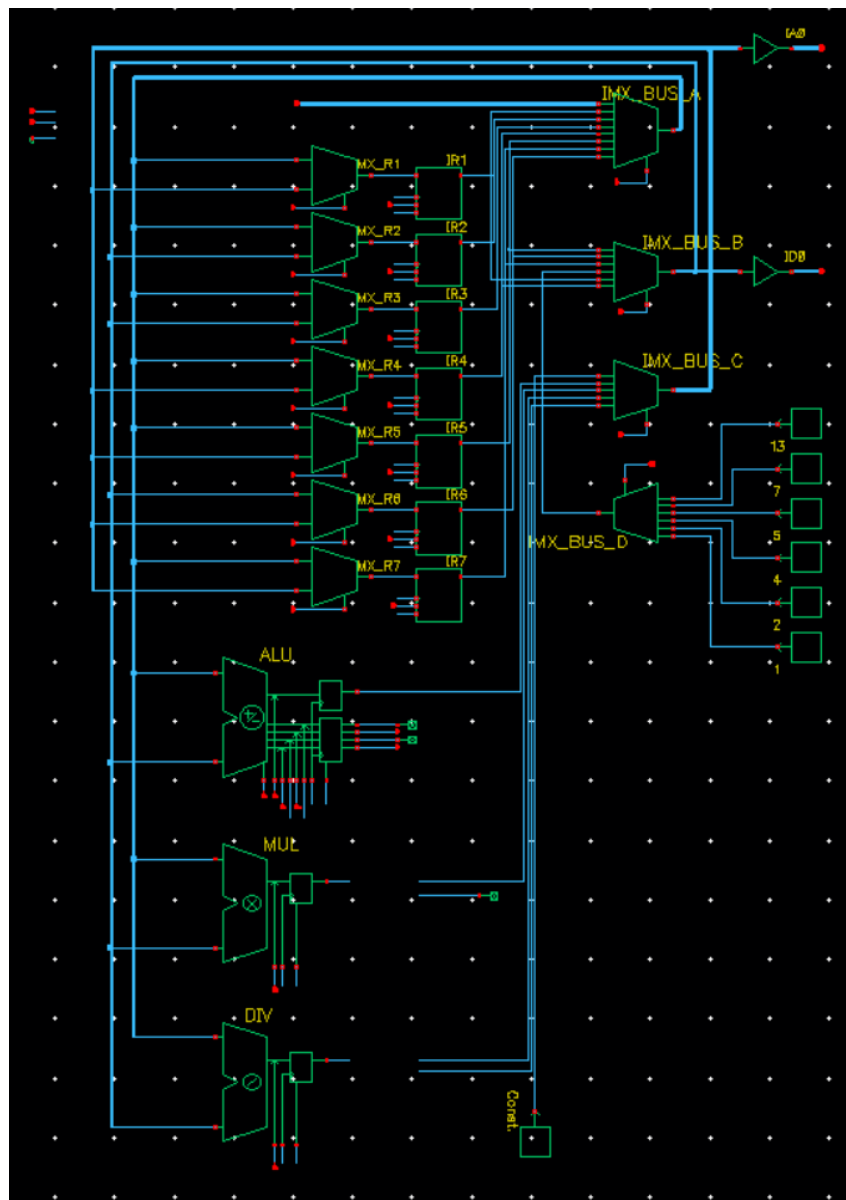 IA0
IMX_BUS_A
MX_R1
IR1
MX_R2
IR2
IMX_BUS_B
ID0
MX_R3
IR3
MX_R4
IR4
IMX_BUS_C
MX_R5
IR5
13
MX_R6
IR6
7
IMX_BUS_D
5
MX_R7
IR7
4
2
ALU
1
MUL
DIV
Const.